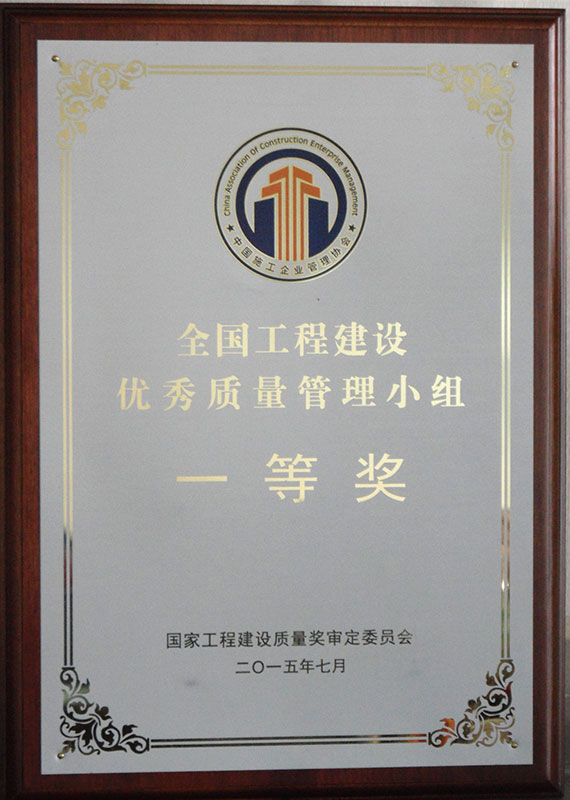 China Association Of Construction Enterprise Management
★中国施工企业管理协会★
全国工程建设
优秀质量管理小组
一等奖
国家工程建设质量奖审定委员会
二〇一五年七月